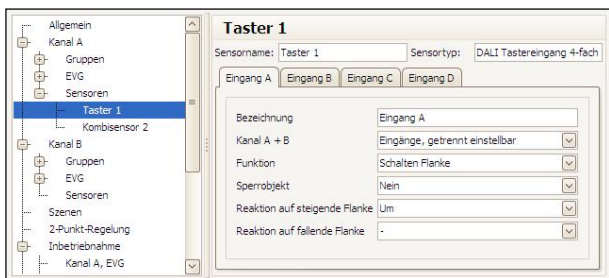 Allgemein
Kanal A
Gruppen
EVG
Sensoren
Taster 1
Kombisensor 2
Kanal B
Gruppen
EVG
Sensoren
Szenen
2-Punkt-Regelung
Inbetriebnahme
Kanal A, EVG
Taster 1
Sensorname: Taster 1 Sensortyp: DALI Tastereingang 4-fach
Eingang A Eingang B Eingang C Eingang D
Bezeichnung Eingang A
Kanal A + B Eingänge, getrennt einstellbar
Funktion Schalten Flanke
Sperrobjekt Nein
Reaktion auf steigende Flanke Um
Reaktion auf fallende Flanke -